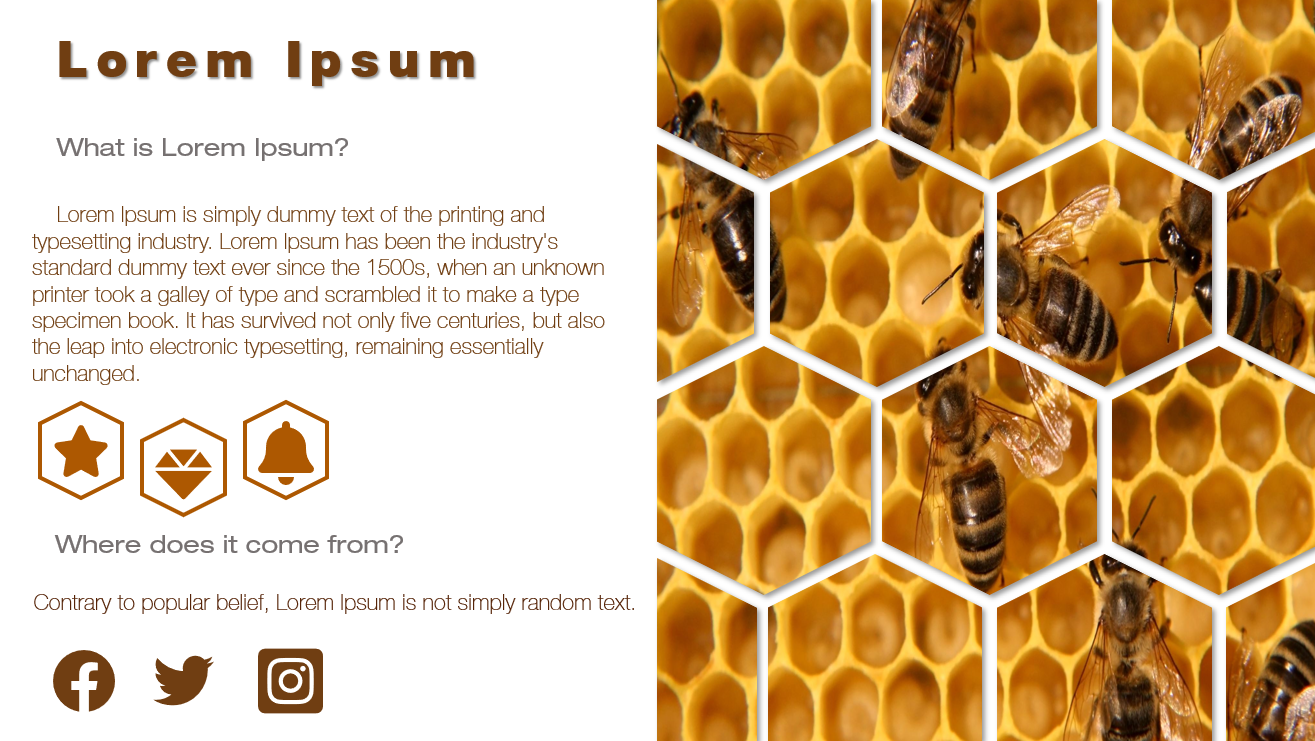 Lorem Ipsum
What is Lorem Ipsum?
Lorem Ipsum is simply dummy text of the printing and
typesetting industry. Lorem Ipsum has been the industry's
standard dummy text ever since the 1500s, when an unknown
printer took a galley of type and scrambled it to make a type
specimen book. It has survived not only five centuries, but also
the leap into electronic typesetting, remaining essentially
unchanged.
Where does it come from?
Contrary to popular belief, Lorem Ipsum is not simply random text.